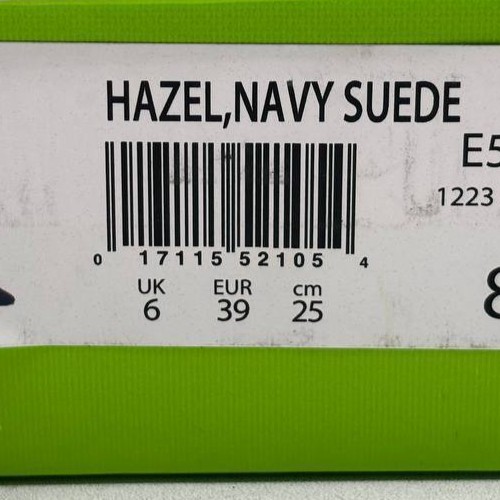 HAZEL,NAVY SUEDE
E5
1223
0 17115 52105 4
UK EUR cm
6 39 25
8